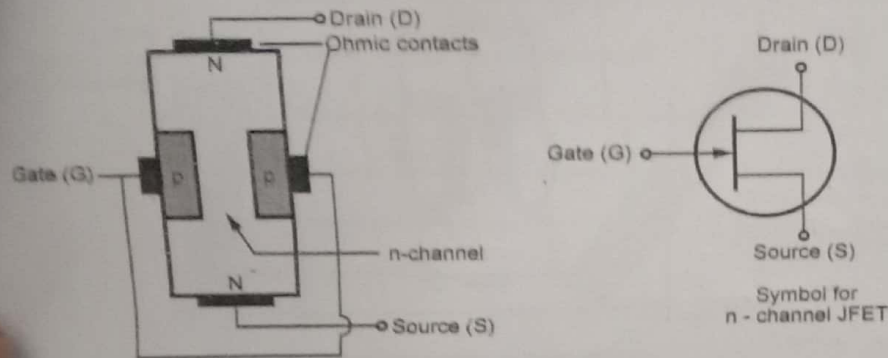 Drain (D)
Ohmic contacts
N
Gate (G)
p
p
n-channel
N
Source (S)
Drain (D)
Gate (G)
Source (S)
Symbol for
n - channel JFET